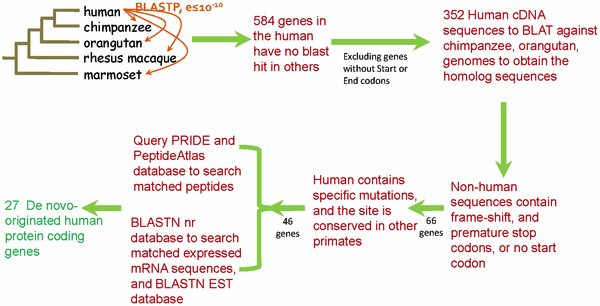 human
BLASTP, e≤10-10
chimpanzee
orangutan
rhesus macaque
marmoset
584 genes in
the human
have no blast
hit in others
Excluding genes
without Start or
End codons
352 Human cDNA
sequences to BLAT against
chimpanzee, orangutan,
genomes to obtain the
homolog sequences
Non-human
sequences contain
frame-shift, and
premature stop
codons, or no start
codon
66
genes
Human contains
specific mutations,
and the site is
conserved in other
primates
46
genes
Query PRIDE and
PeptideAtlas
database to search
matched peptides
BLASTN nr
database to search
matched expressed
mRNA sequences,
and BLASTN EST
database
27 De novo-
originated human
protein coding
genes